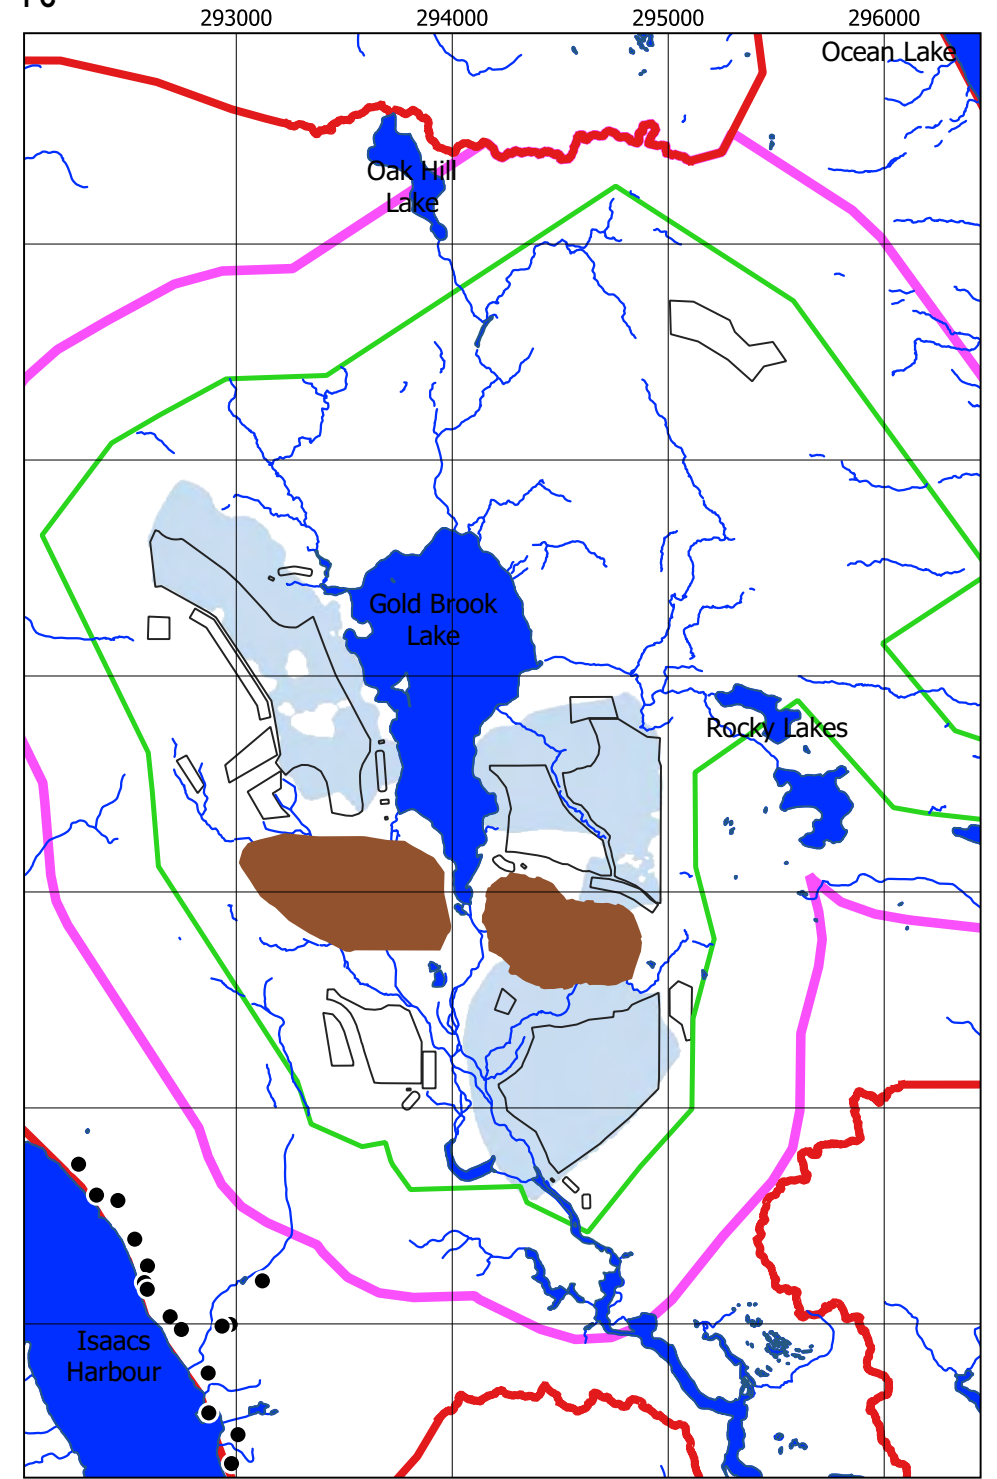 293000 294000 295000 296000
Ocean Lake
Oak Hill
Lake
Gold Brook
Lake
Rocky Lakes
Isaacs
Harbour